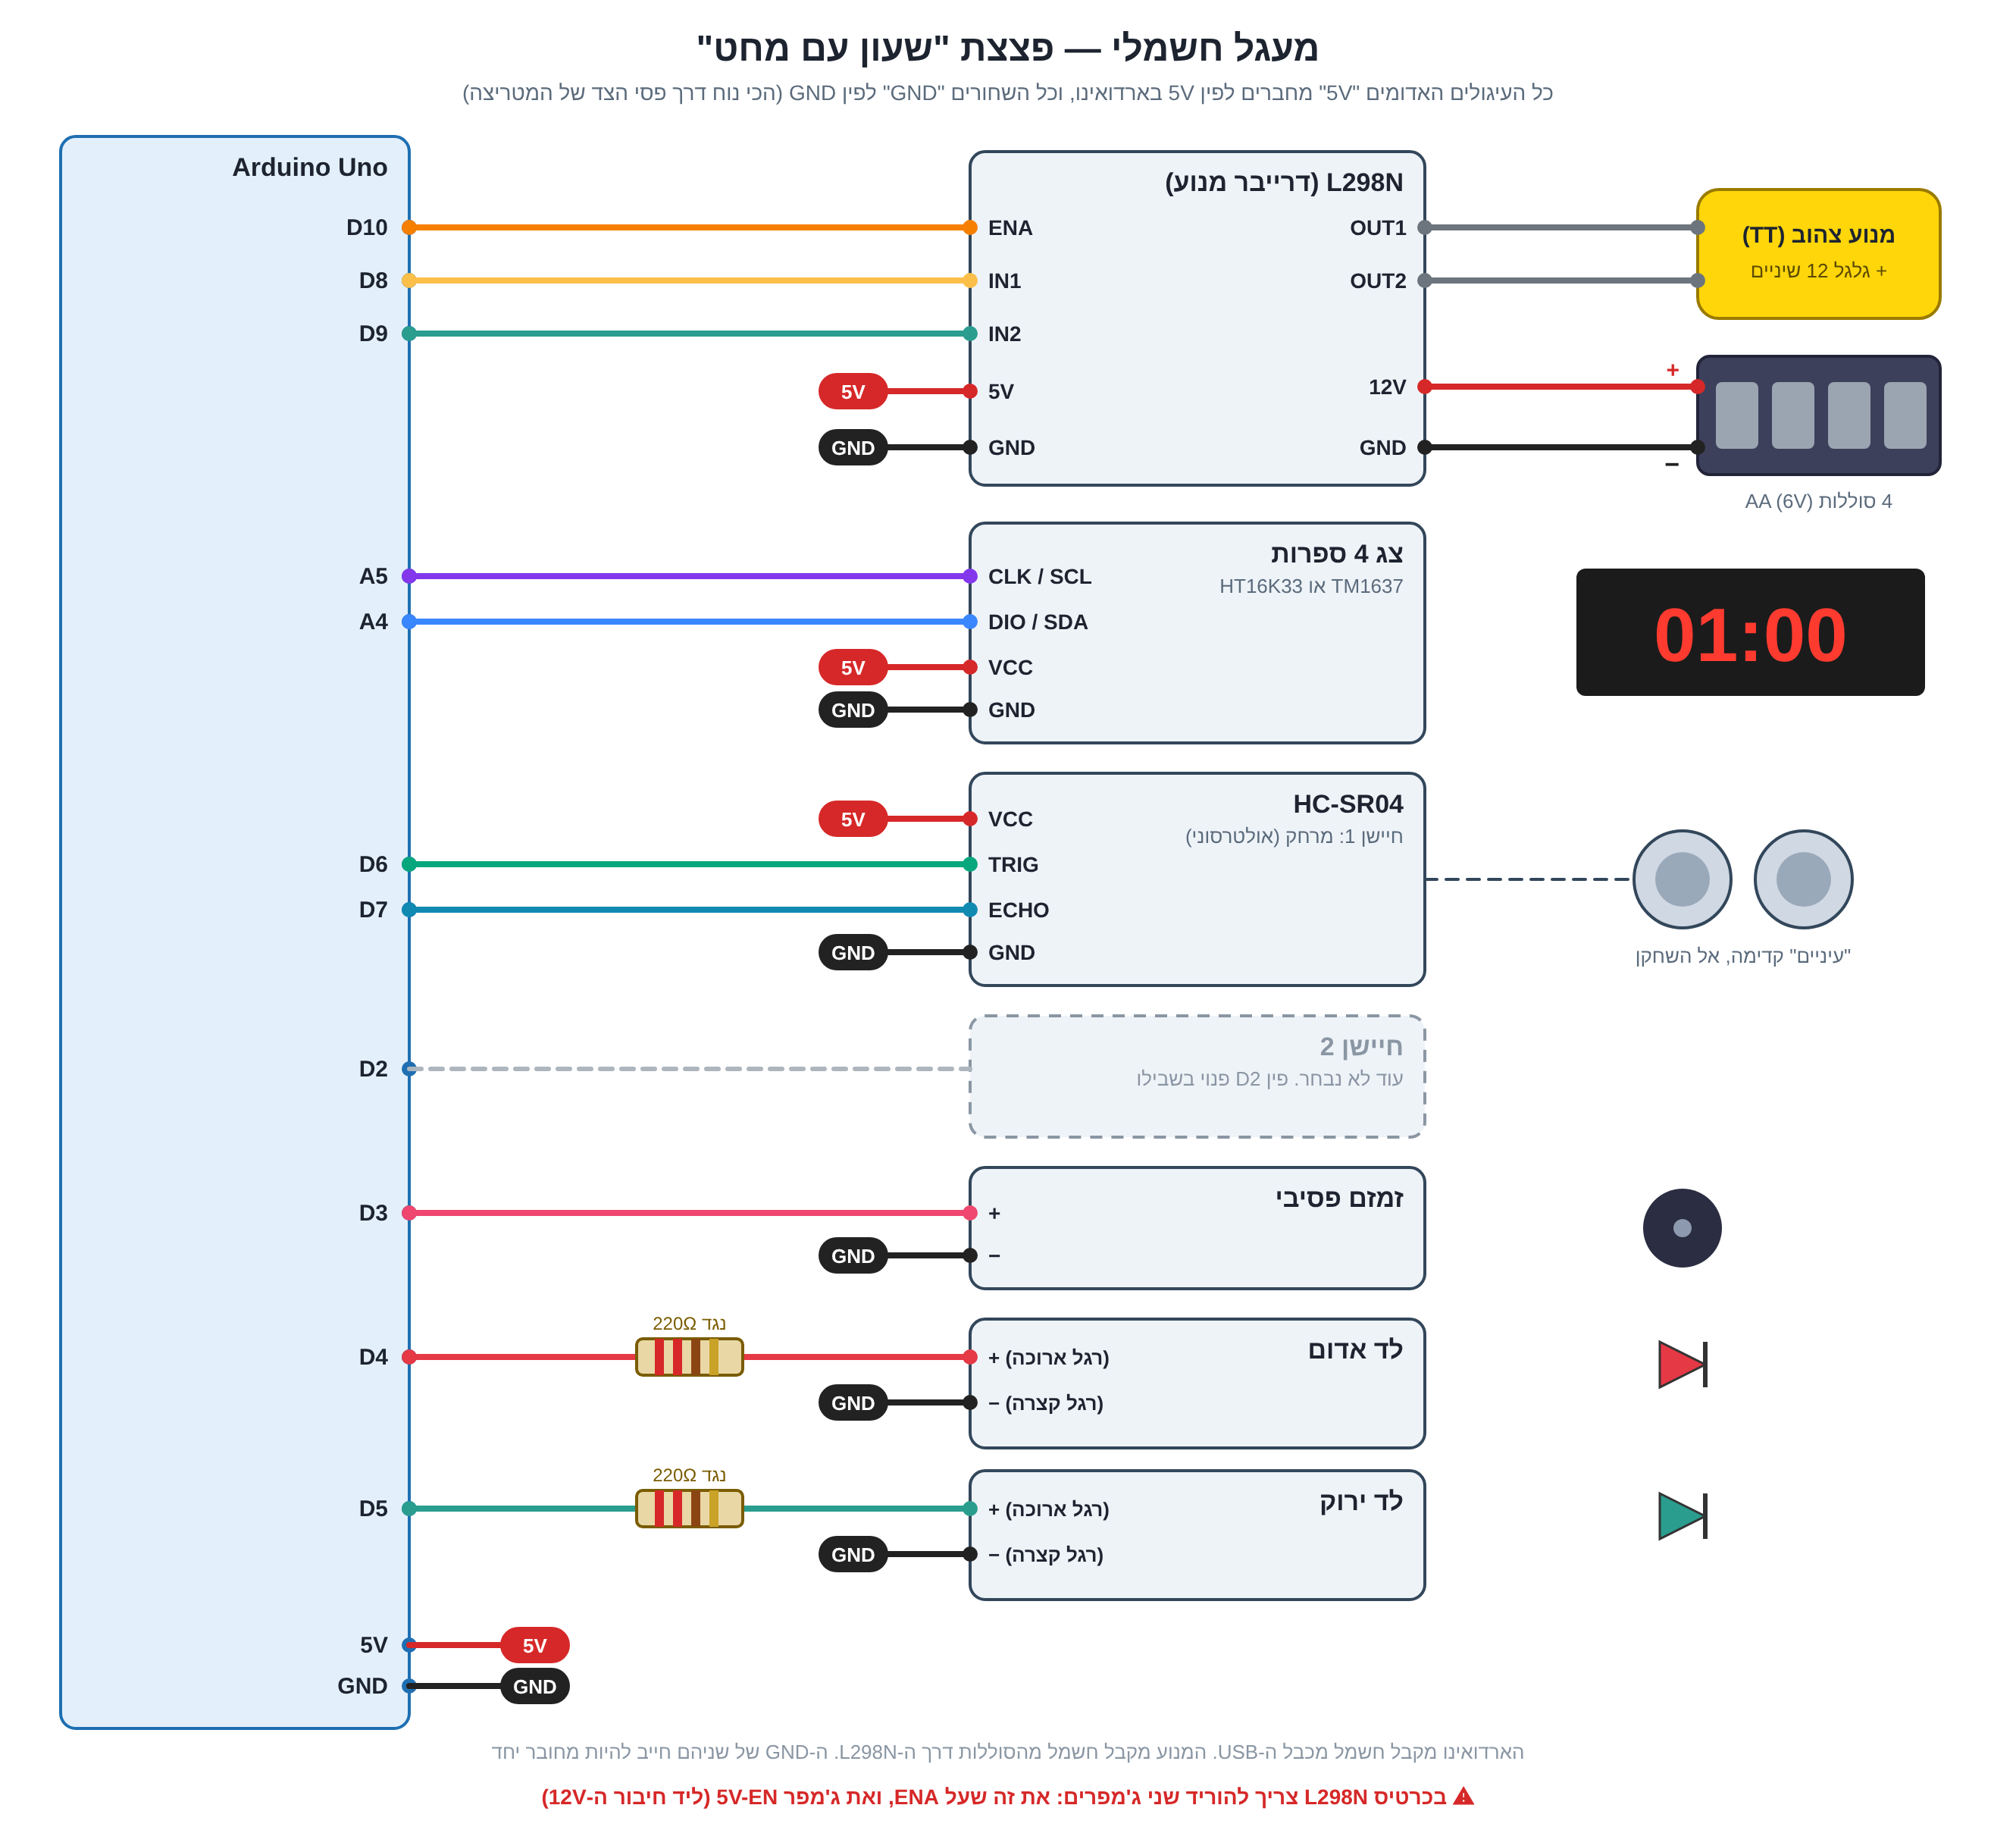 מעגל חשמלי — פצצת "שעון עם מחט"
כל העיגולים האדומים "5V" מחברים לפין 5V בארדואינו, וכל השחורים "GND" לפין GND (הכי נוח דרך פסי הצד של המטריצה)
Arduino Uno
D10
D8
D9
L298N (דרייבר מנוע)
ENA
IN1
IN2
5V
5V
GND
GND
OUT1
OUT2
12V
GND
מנוע צהוב (TT)
+ גלגל 12 שיניים
+
−
4 סוללות AA (6V)
A5
A4
צג 4 ספרות
TM1637 או HT16K33
CLK / SCL
DIO / SDA
5V
VCC
GND
GND
01:00
HC-SR04
חיישן 1: מרחק (אולטרסוני)
5V
VCC
D6
TRIG
D7
ECHO
GND
GND
"עיניים" קדימה, אל השחקן
D2
חיישן 2
עוד לא נבחר. פין D2 פנוי בשבילו
זמזם פסיבי
D3
+
GND
−
נגד 220Ω
לד אדום
D4
+ (רגל ארוכה)
GND
− (רגל קצרה)
נגד 220Ω
לד ירוק
D5
+ (רגל ארוכה)
GND
− (רגל קצרה)
5V
5V
GND
GND
הארדואינו מקבל חשמל מכבל ה-USB. המנוע מקבל חשמל מהסוללות דרך ה-L298N. ה-GND של שניהם חייב להיות מחובר יחד
⚠ בכרטיס L298N צריך להוריד שני ג'מפרים: את זה שעל ENA, ואת ג'מפר 5V-EN (ליד חיבור ה-12V)